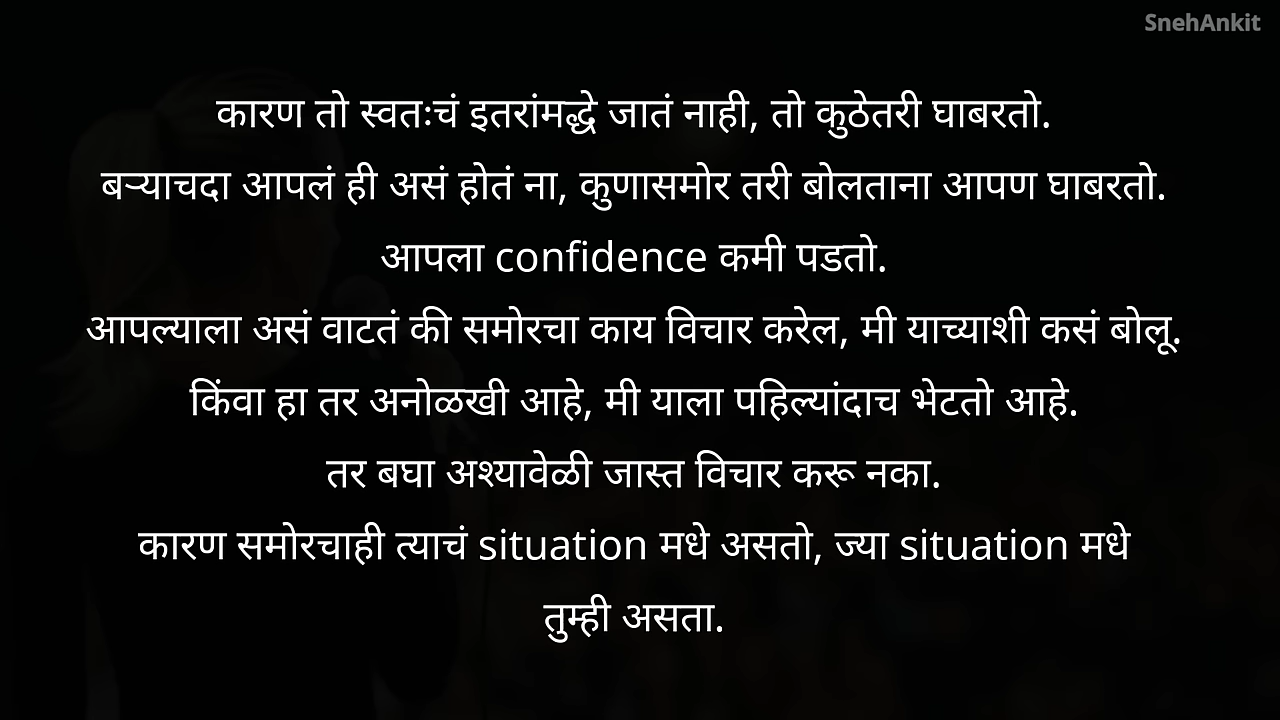 SnehAnkit
कारण तो स्वतःचं इतरांमद्धे जातं नाही, तो कुठेतरी घाबरतो.
बऱ्याचदा आपलं ही असं होतं ना, कुणासमोर तरी बोलताना आपण घाबरतो.
आपला confidence कमी पडतो.
आपल्याला असं वाटतं की समोरचा काय विचार करेल, मी याच्याशी कसं बोलू.
किंवा हा तर अनोळखी आहे, मी याला पहिल्यांदाच भेटतो आहे.
तर बघा अश्यावेळी जास्त विचार करू नका.
कारण समोरचाही त्याचं situation मधे असतो, ज्या situation मधे
तुम्ही असता.